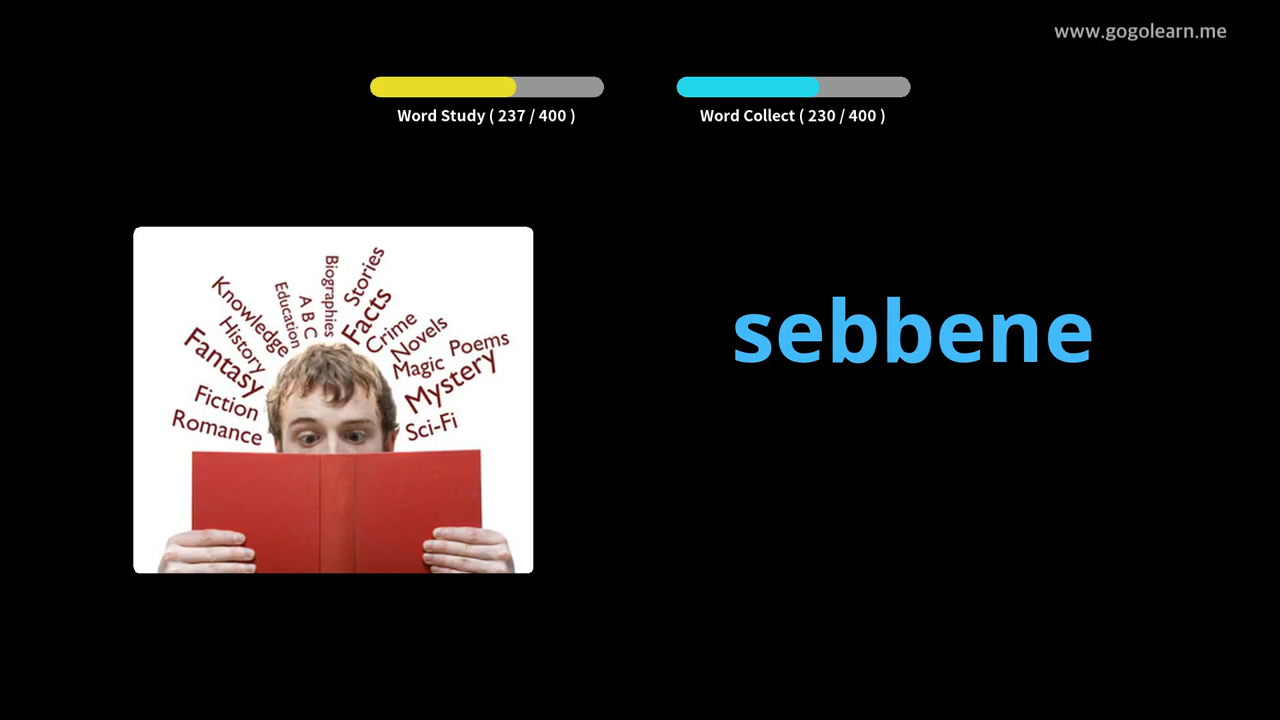 www.gogolearn.me
Word Study ( 237 / 400 )
Word Collect ( 230 / 400 )
sebbene
Romance
Fiction
Fantasy
History
Knowledge
Education
A B C
Biographies
Stories
Facts
Crime
Novels
Magic
Poems
Mystery
Sci-Fi